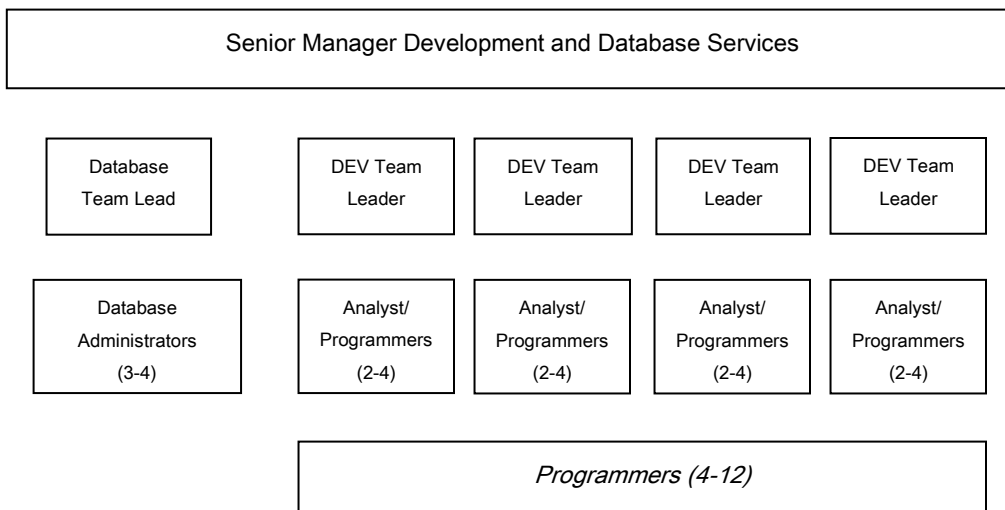 Senior Manager Development and Database Services
Database
Team Lead
DEV Team
Leader
DEV Team
Leader
DEV Team
Leader
DEV Team
Leader
Database
Administrators
(3-4)
Analyst/
Programmers
(2-4)
Analyst/
Programmers
(2-4)
Analyst/
Programmers
(2-4)
Analyst/
Programmers
(2-4)
Programmers (4-12)